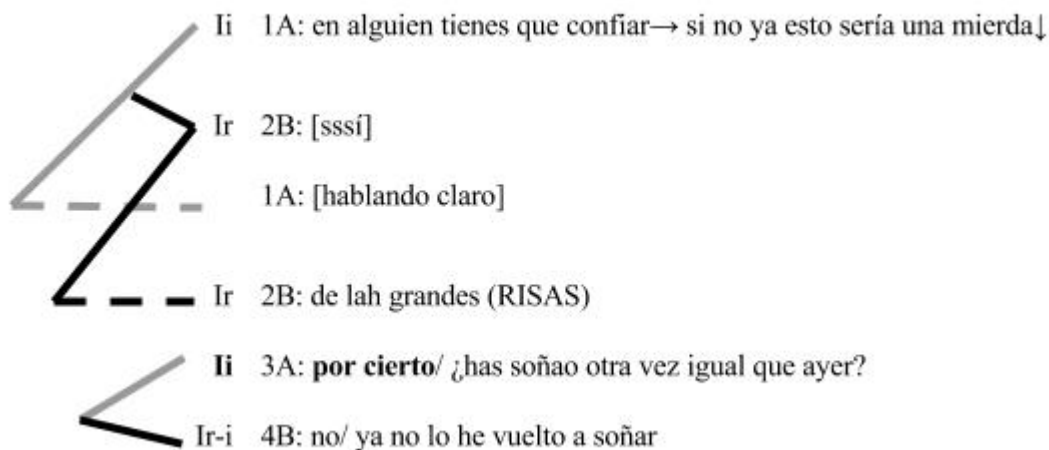 Ii 1A: en alguien tienes que confiar→ si no ya esto sería una mierda↓
Ir 2B: [sssí]
1A: [hablando claro]
Ir 2B: de lah grandes (RISAS)
Ii 3A: por cierto/ ¿has soñao otra vez igual que ayer?
Ir-i 4B: no/ ya no lo he vuelto a soñar